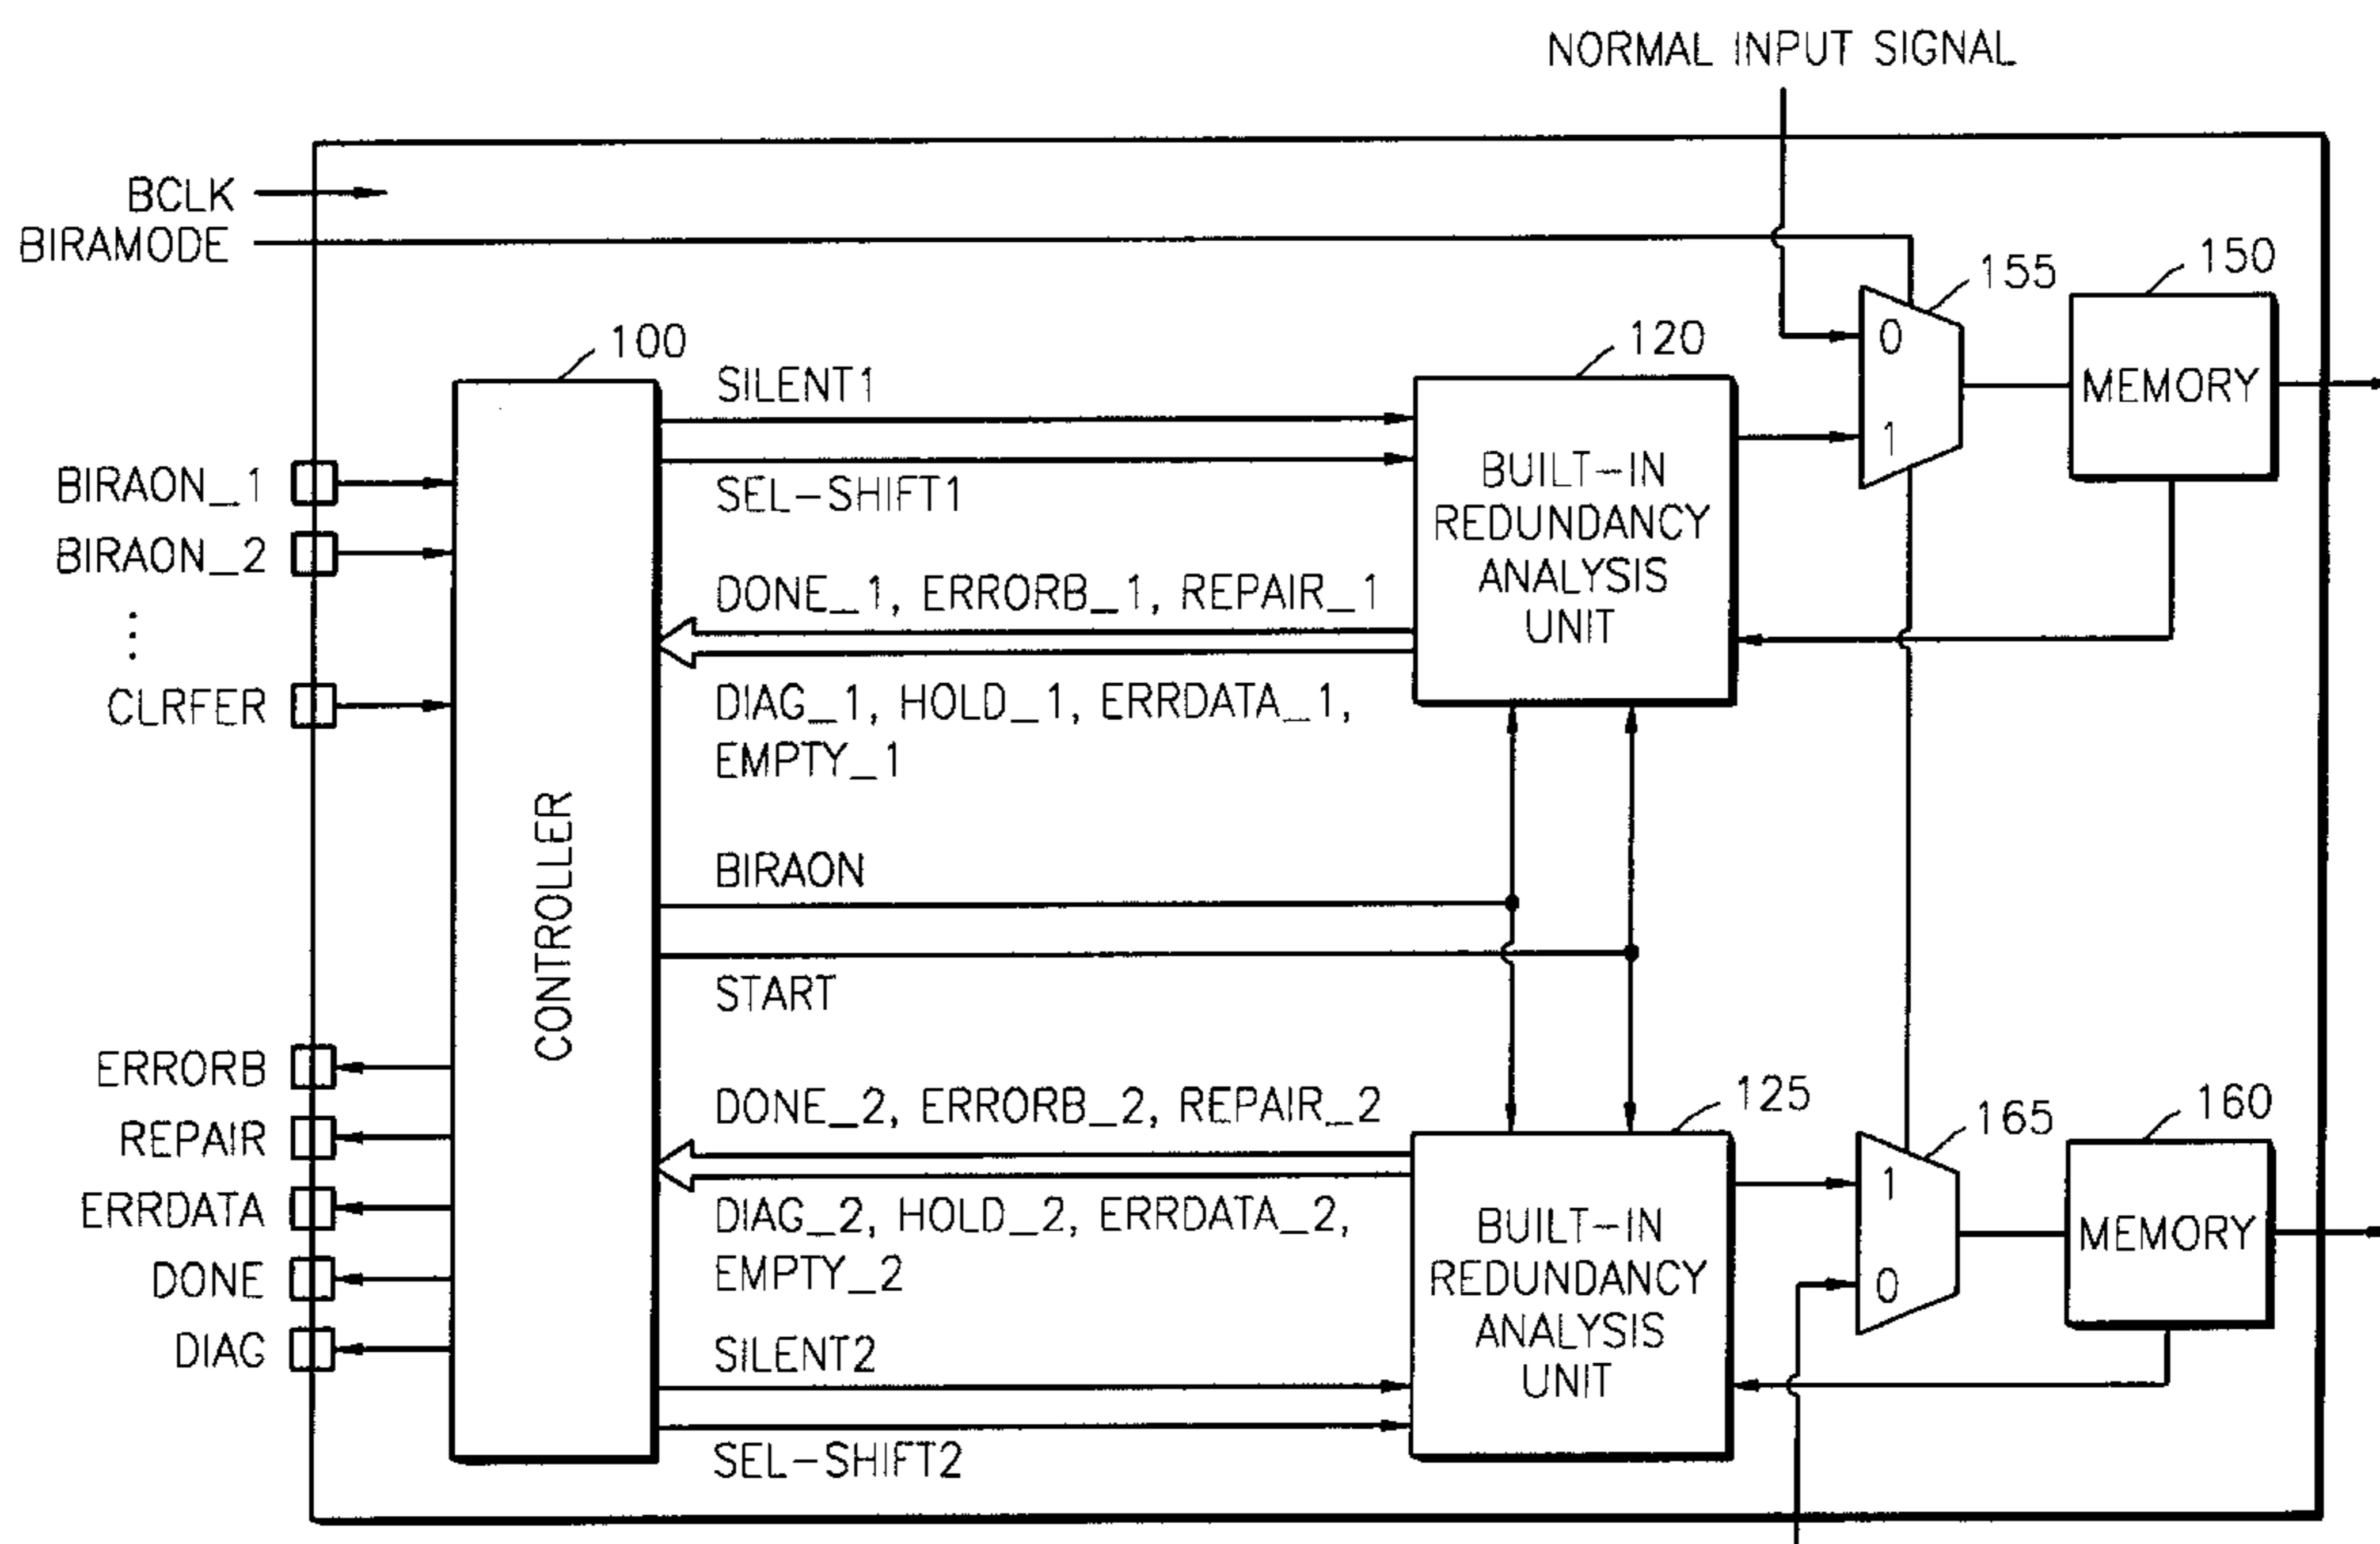 NORMAL INPUT SIGNAL
BCLK
BIRAMODE
155
150
0
1
MEMORY
100
120
SILENT1
SEL-SHIFT1
BUILT-IN
REDUNDANCY
ANALYSIS
UNIT
BIRAON_1
BIRAON_2
CLRFER
DONE_1, ERRORB_1, REPAIR_1
DIAG_1, HOLD_1, ERRDATA_1,
EMPTY_1
CONTROLLER
BIRAON
START
ERRORB
REPAIR
ERRDATA
DONE
DIAG
DONE_2, ERRORB_2, REPAIR_2
DIAG_2, HOLD_2, ERRDATA_2,
EMPTY_2
SILENT2
SEL-SHIFT2
125
BUILT-IN
REDUNDANCY
ANALYSIS
UNIT
165
160
1
0
MEMORY